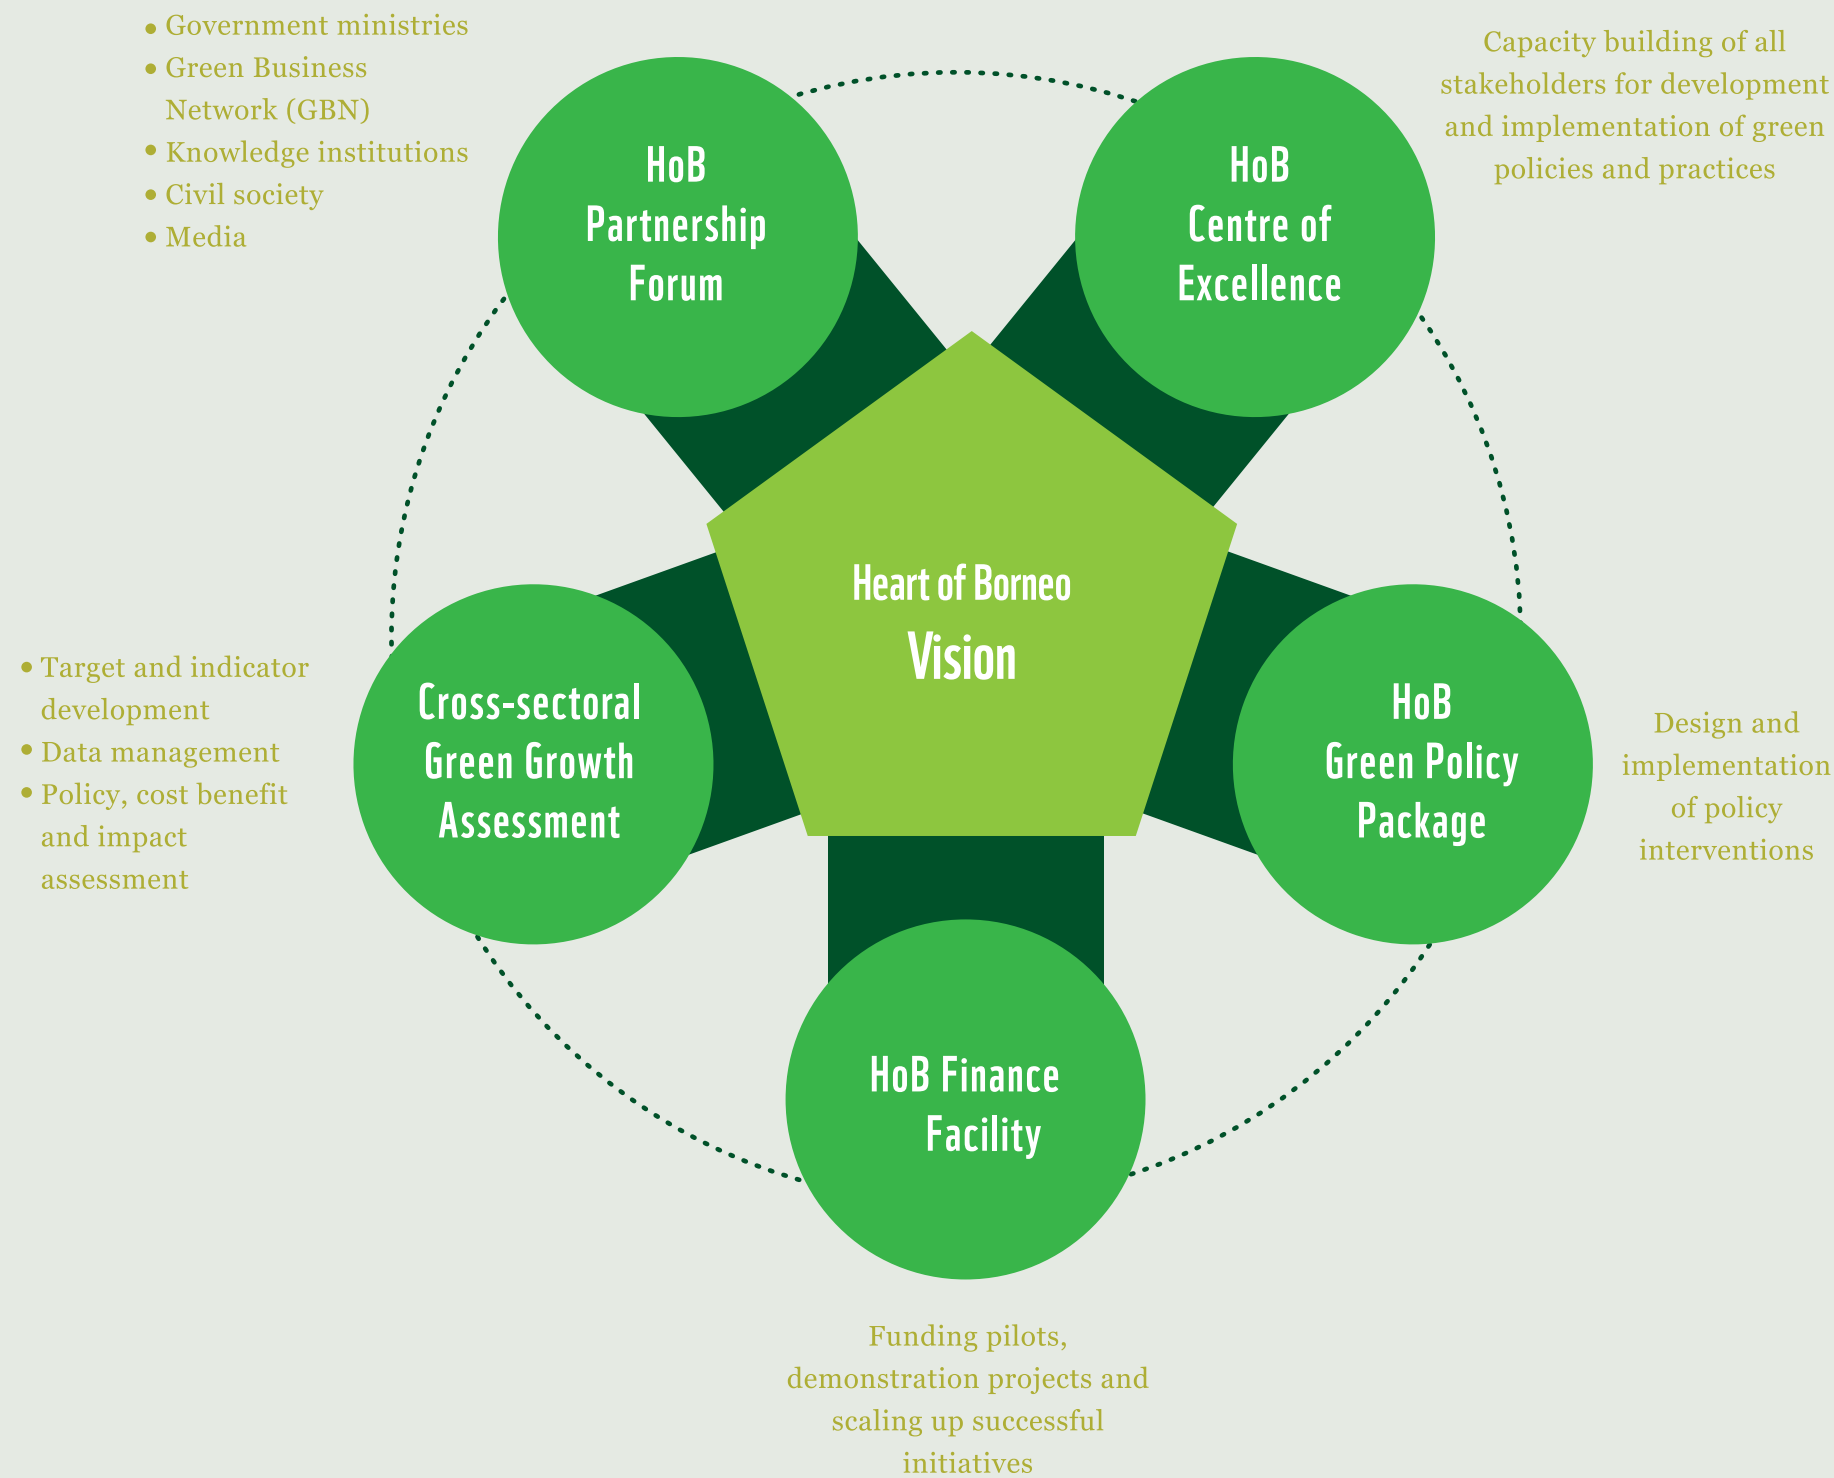 • Government ministries
• Green Business
Network (GBN)
• Knowledge institutions
• Civil society
• Media
HoB
Partnership
Forum
HoB
Centre of
Excellence
Capacity building of all
stakeholders for development
and implementation of green
policies and practices
Heart of Borneo
Vision
• Target and indicator
development
• Data management
• Policy, cost benefit
and impact
assessment
Cross-sectoral
Green Growth
Assessment
HoB
Green Policy
Package
Design and
implementation
of policy
interventions
HoB Finance
Facility
Funding pilots,
demonstration projects and
scaling up successful
initiatives